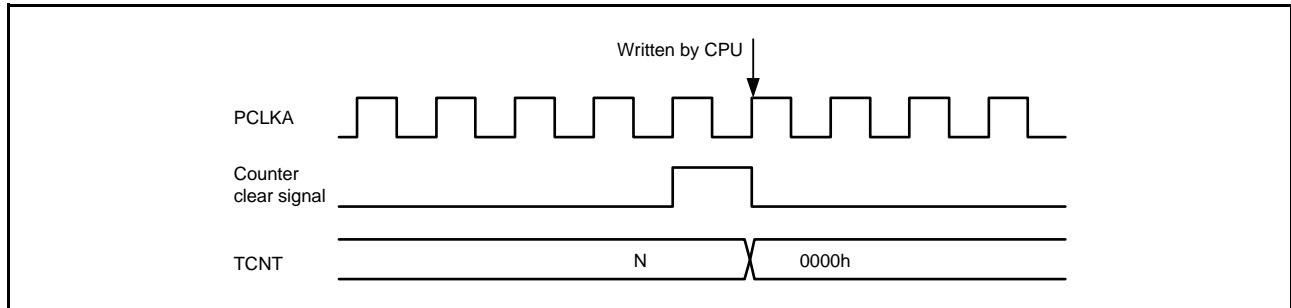 Written by CPU
PCLKA
Counter
clear signal
TCNT
N
0000h